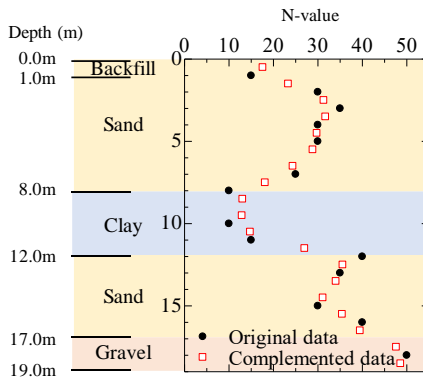 N-value
Depth (m)
0 10 20 30 40 50
0.0m Backfill 0
1.0m
Sand
5
8.0m
Clay 10
12.0m
Sand
15
17.0m Original data
Gravel Complemented data
19.0m